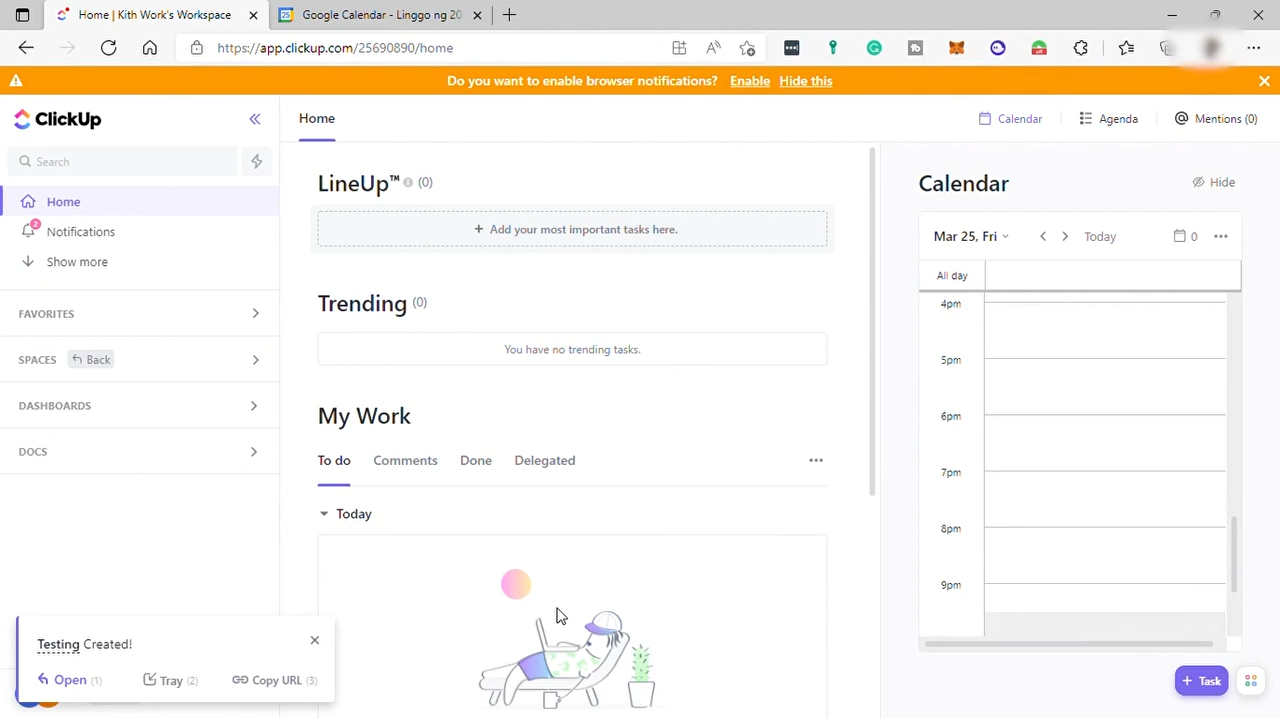 Home | Kith Work's Workspace
Google Calendar - Linggo ng 20
https://app.clickup.com/25690890/home
Do you want to enable browser notifications? Enable Hide this
ClickUp
Search
Home
2
Notifications
Show more
FAVORITES
SPACES Back
DASHBOARDS
DOCS
Home
Calendar
Agenda
@ Mentions (0)
LineUp™ (0)
+ Add your most important tasks here.
Trending (0)
You have no trending tasks.
My Work
To do Comments Done Delegated
Today
Calendar
Hide
Mar 25, Fri
Today
0
All day
4pm
5pm
6pm
7pm
8pm
9pm
Testing Created!
Open (1) Tray (2) Copy URL (3)
+ Task